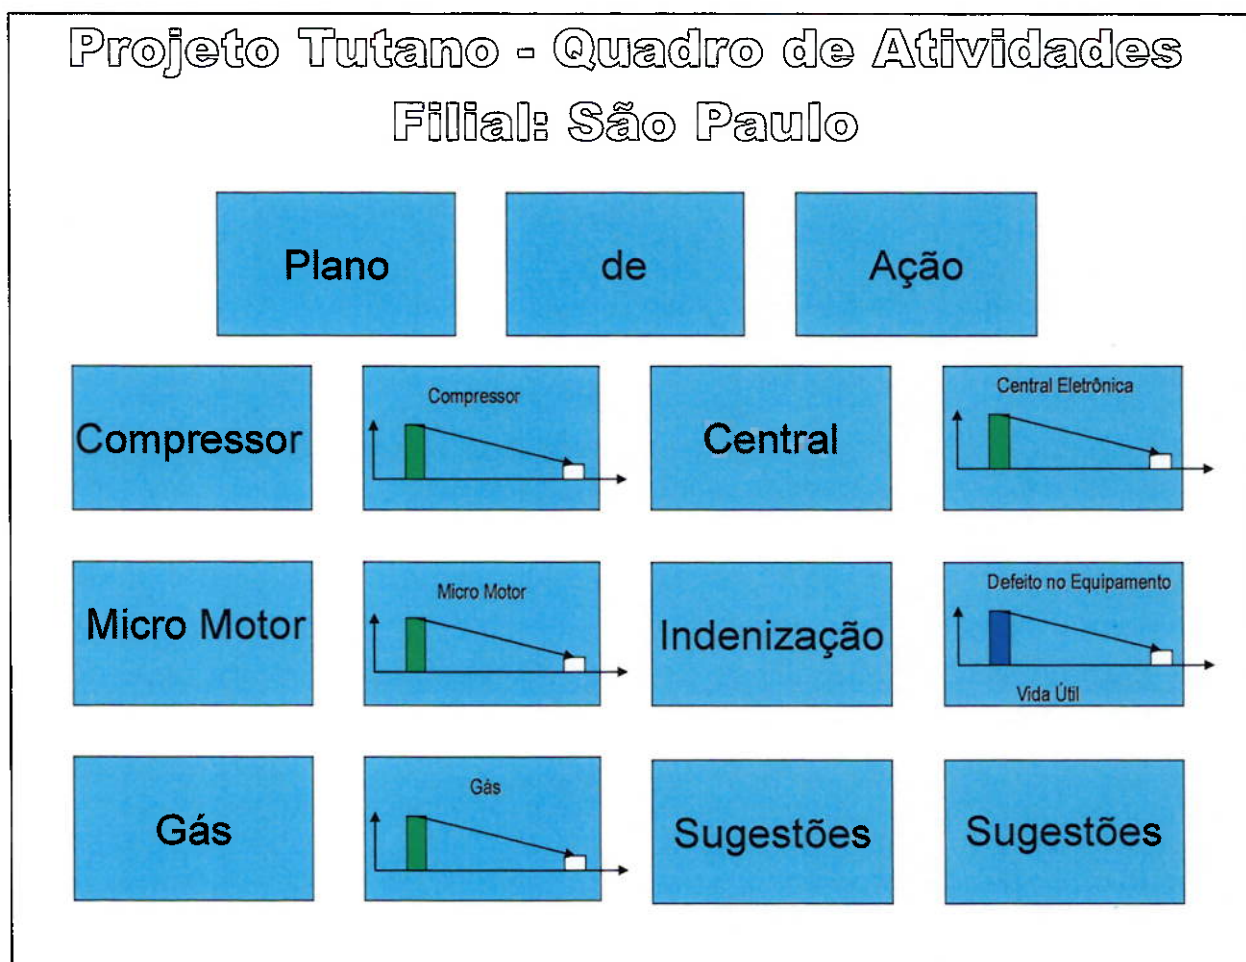 Projeto Tutano - Quadro de Atividades
Filial: São Paulo
Plano de Ação
Compressor
Compressor
Central
Central Eletrônica
Micro Motor
Micro Motor
Indenização
Defeito no Equipamento
Vida Útil
Gás
Gás
Sugestões
Sugestões